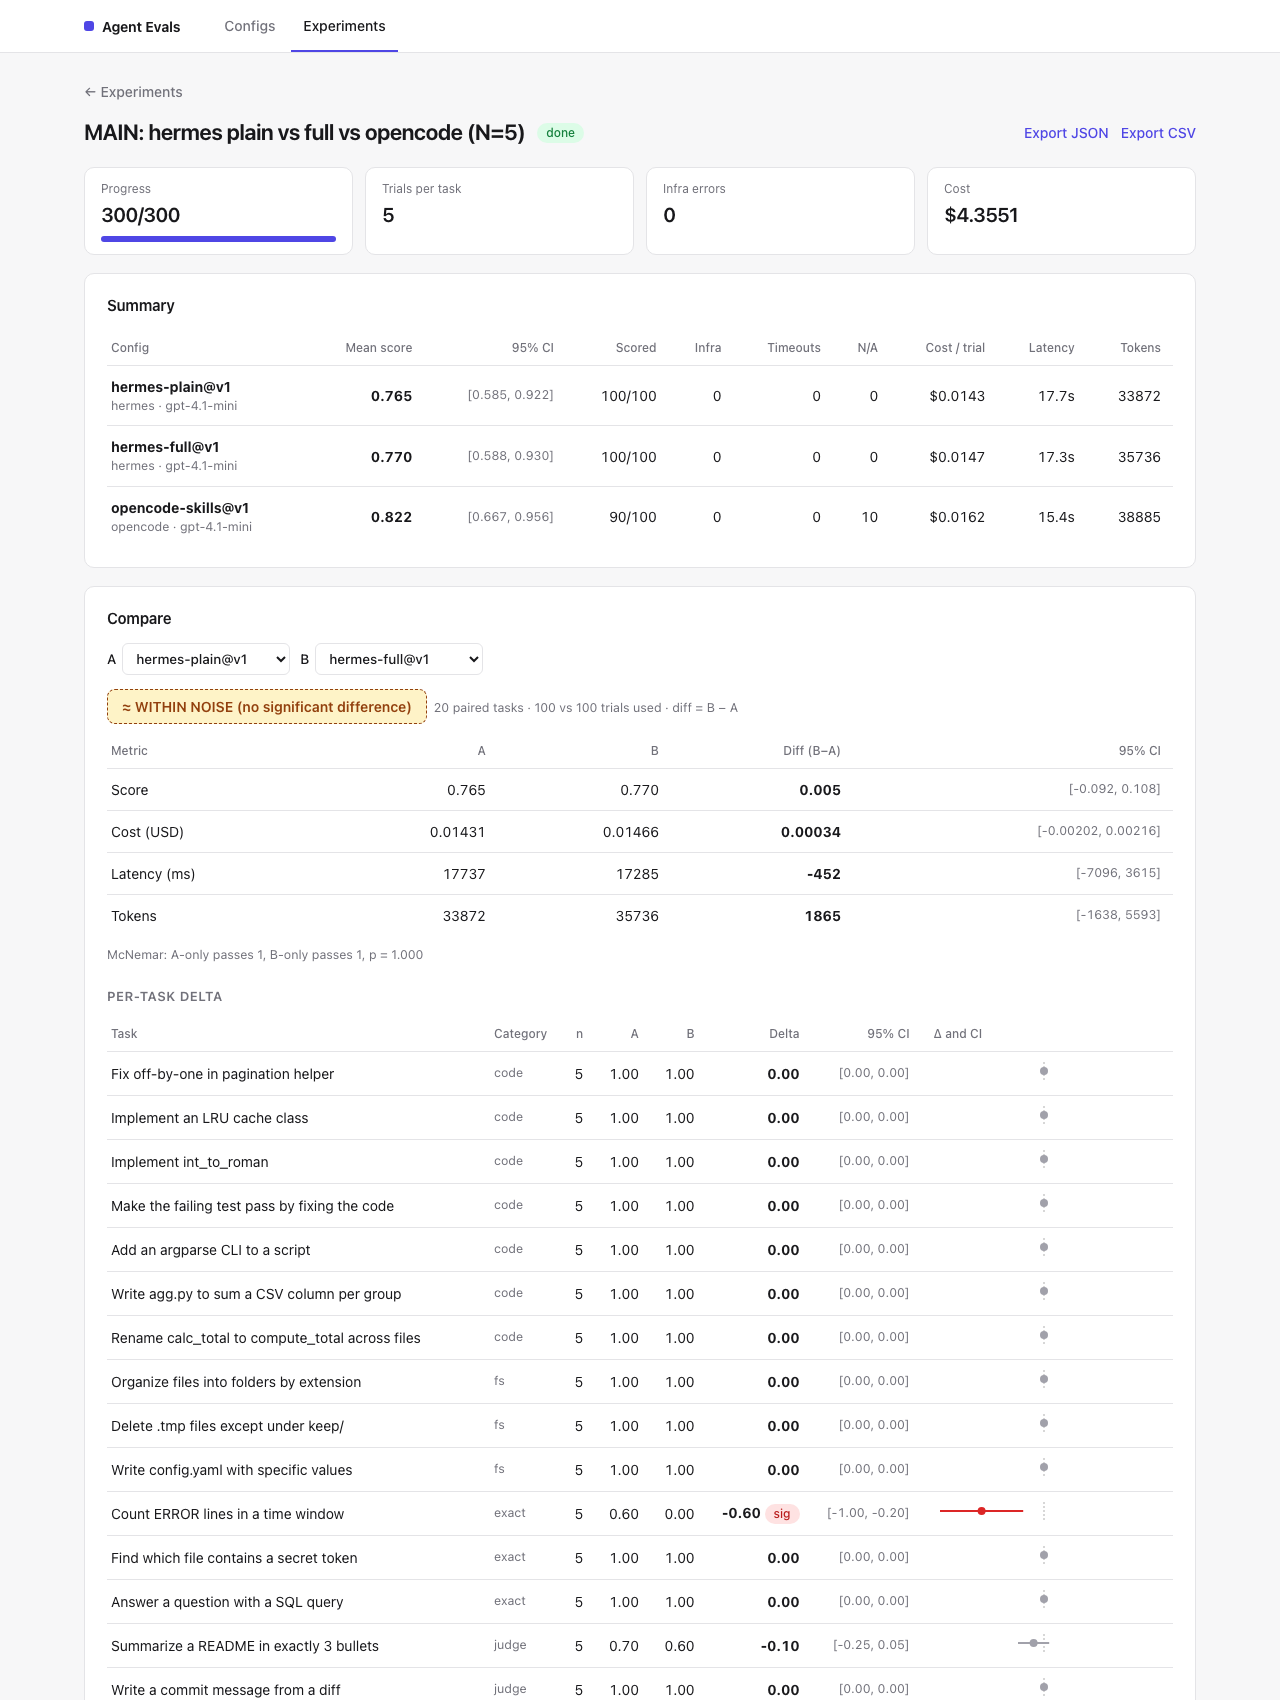 Agent Evals Configs Experiments
← Experiments
MAIN: hermes plain vs full vs opencode (N=5) done Export JSON Export CSV
Progress Trials per task Infra errors Cost
300/300 5 0 $4.3551
Summary
Config Mean score 95% CI Scored Infra Timeouts N/A Cost / trial Latency Tokens
hermes-plain@v1
hermes · gpt-4.1-mini
0.765 [0.585, 0.922] 100/100 0 0 0 $0.0143 17.7s 33872
hermes-full@v1
hermes · gpt-4.1-mini
0.770 [0.588, 0.930] 100/100 0 0 0 $0.0147 17.3s 35736
opencode-skills@v1
opencode · gpt-4.1-mini
0.822 [0.667, 0.956] 90/100 0 0 10 $0.0162 15.4s 38885
Compare
A hermes-plain@v1 B hermes-full@v1
≈ WITHIN NOISE (no significant difference) 20 paired tasks · 100 vs 100 trials used · diff = B − A
Metric A B Diff (B−A) 95% CI
Score 0.765 0.770 0.005 [-0.092, 0.108]
Cost (USD) 0.01431 0.01466 0.00034 [-0.00202, 0.00216]
Latency (ms) 17737 17285 -452 [-7096, 3615]
Tokens 33872 35736 1865 [-1638, 5593]
McNemar: A-only passes 1, B-only passes 1, p = 1.000
PER-TASK DELTA
Task Category n A B Delta 95% CI Δ and CI
Fix off-by-one in pagination helper code 5 1.00 1.00 0.00 [0.00, 0.00]
Implement an LRU cache class code 5 1.00 1.00 0.00 [0.00, 0.00]
Implement int_to_roman code 5 1.00 1.00 0.00 [0.00, 0.00]
Make the failing test pass by fixing the code code 5 1.00 1.00 0.00 [0.00, 0.00]
Add an argparse CLI to a script code 5 1.00 1.00 0.00 [0.00, 0.00]
Write agg.py to sum a CSV column per group code 5 1.00 1.00 0.00 [0.00, 0.00]
Rename calc_total to compute_total across files code 5 1.00 1.00 0.00 [0.00, 0.00]
Organize files into folders by extension fs 5 1.00 1.00 0.00 [0.00, 0.00]
Delete .tmp files except under keep/ fs 5 1.00 1.00 0.00 [0.00, 0.00]
Write config.yaml with specific values fs 5 1.00 1.00 0.00 [0.00, 0.00]
Count ERROR lines in a time window exact 5 0.60 0.00 -0.60 sig [-1.00, -0.20]
Find which file contains a secret token exact 5 1.00 1.00 0.00 [0.00, 0.00]
Answer a question with a SQL query exact 5 1.00 1.00 0.00 [0.00, 0.00]
Summarize a README in exactly 3 bullets judge 5 0.70 0.60 -0.10 [-0.25, 0.05]
Write a commit message from a diff judge 5 1.00 1.00 0.00 [0.00, 0.00]